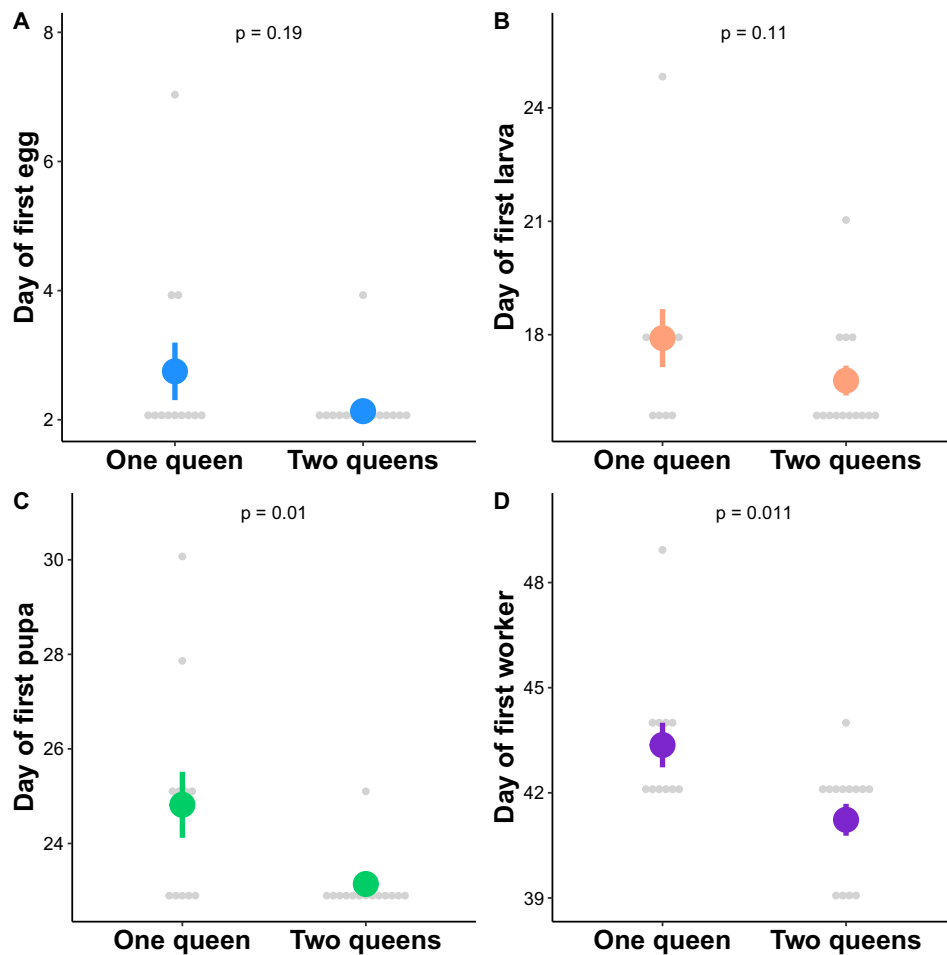 A
p = 0.19
Day of first egg
8
6
4
2
One queen
Two queens
B
p = 0.11
Day of first larva
24
21
18
One queen
Two queens
C
p = 0.01
Day of first pupa
30
28
26
24
One queen
Two queens
D
p = 0.011
Day of first worker
48
45
42
39
One queen
Two queens